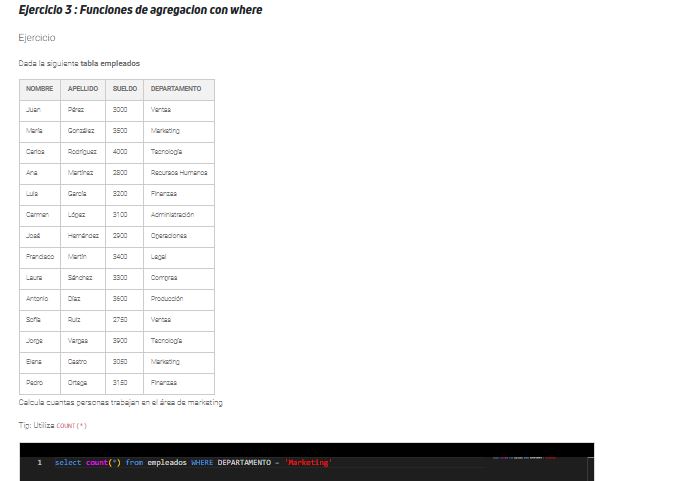 Ejercicio 3 : Funciones de agregacion con where
Ejercicio
Dada la siguiente tabla empleados
NOMBRE APELLIDO SUELDO DEPARTAMENTO
Juan Pérez 3000 Ventas
María González 3500 Marketing
Carlos Rodríguez 4000 Tecnología
Ana Martínez 2800 Recursos Humanos
Luis García 3200 Finanzas
Carmen López 3100 Administración
José Hernández 2900 Operaciones
Francisco Martín 3400 Legal
Laura Sánchez 3300 Compras
Antonio Díaz 3600 Producción
Sofía Ruiz 2750 Ventas
Jorge Vargas 3900 Tecnología
Elena Castro 3050 Marketing
Pedro Ortega 3150 Finanzas
Calcula cuantas personas trabajan en el área de marketing
Tip: Utiliza COUNT(*)
1 select count(*) from empleados WHERE DEPARTAMENTO = 'Marketing'